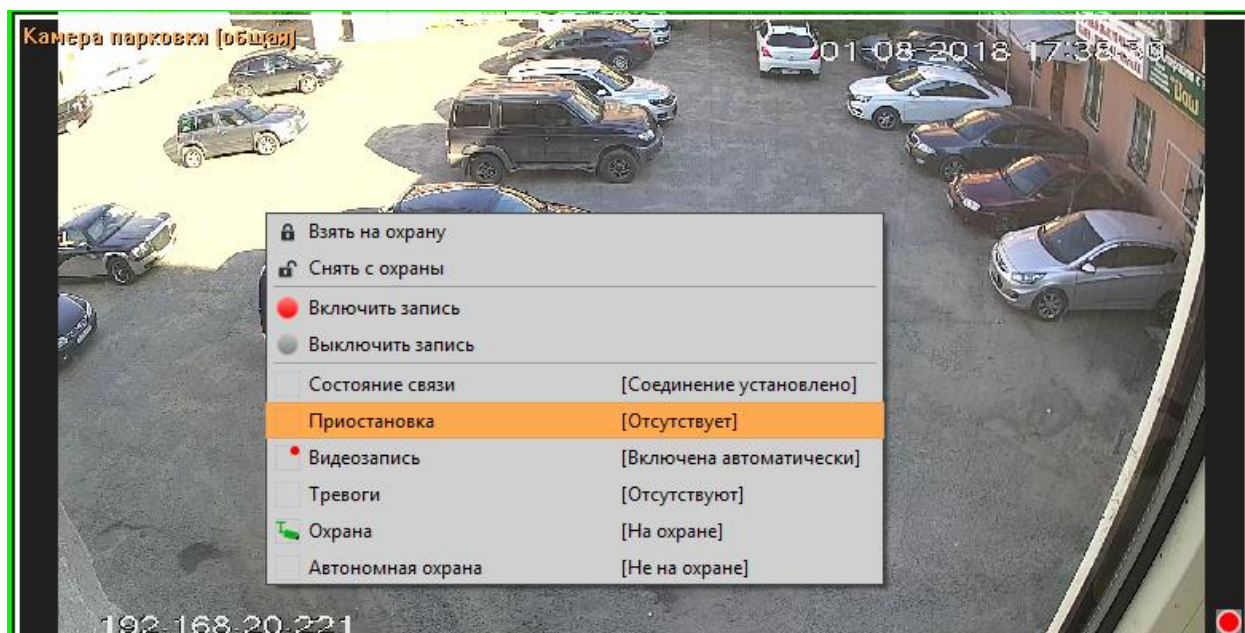 Камера парковки (общая)
01-08-2018 17:38:30
Ваш
Взять на охрану
Снять с охраны
Включить запись
Выключить запись
Состояние связи [Соединение установлено]
Приостановка [Отсутствует]
Видеозапись [Включена автоматически]
Тревоги [Отсутствуют]
Охрана [На охране]
Автономная охрана [Не на охране]
192.168.20.221